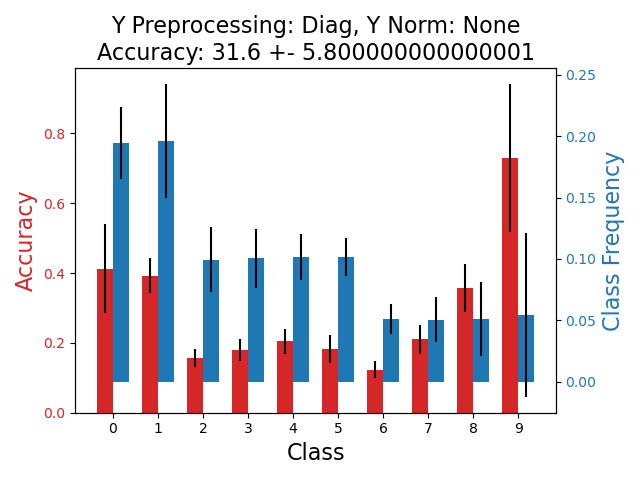 Y Preprocessing: Diag, Y Norm: None
Accuracy: 31.6 +- 5.800000000000001
Accuracy
0.8
0.6
0.4
0.2
0.0
0.25
0.20
0.15
0.10
0.05
0.00
Class Frequency
0 1 2 3 4 5 6 7 8 9
Class